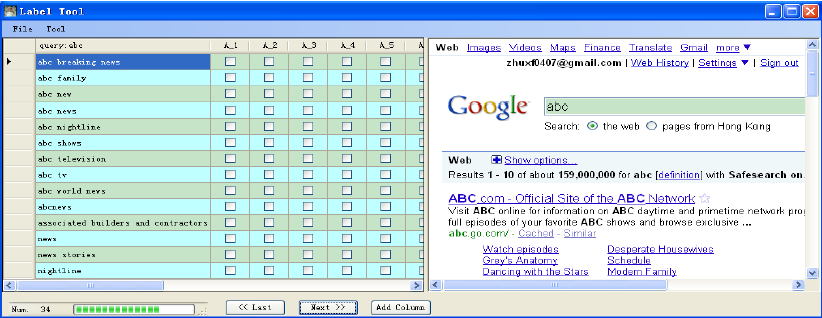 Label Tool
File Tool
query:abc A_1 A_2 A_3 A_4 A_5 A
abc breaking news
abc family
abc new
abc news
abc nightline
abc shows
abc television
abc tv
abc world news
abcnews
associated builders and contractors
news
news stories
nightline
Num. 34 << Last Next >> Add Column
Web Images Videos Maps Finance Translate Gmail more ▼
zhuxf0407@gmail.com | Web History | Settings ▼ | Sign out
Google abc
Search: the web pages from Hong Kong
Web Show options...
Results 1 - 10 of about 159,000,000 for abc [definition] with Safesearch on.
ABC.com - Official Site of the ABC Network
Visit ABC online for information on ABC daytime and primetime network pro
full episodes of your favorite ABC shows and browse exclusive ...
abc.go.com/ - Cached - Similar
Watch episodes Desperate Housewives
Grey's Anatomy Schedule
Dancing with the Stars Modern Family